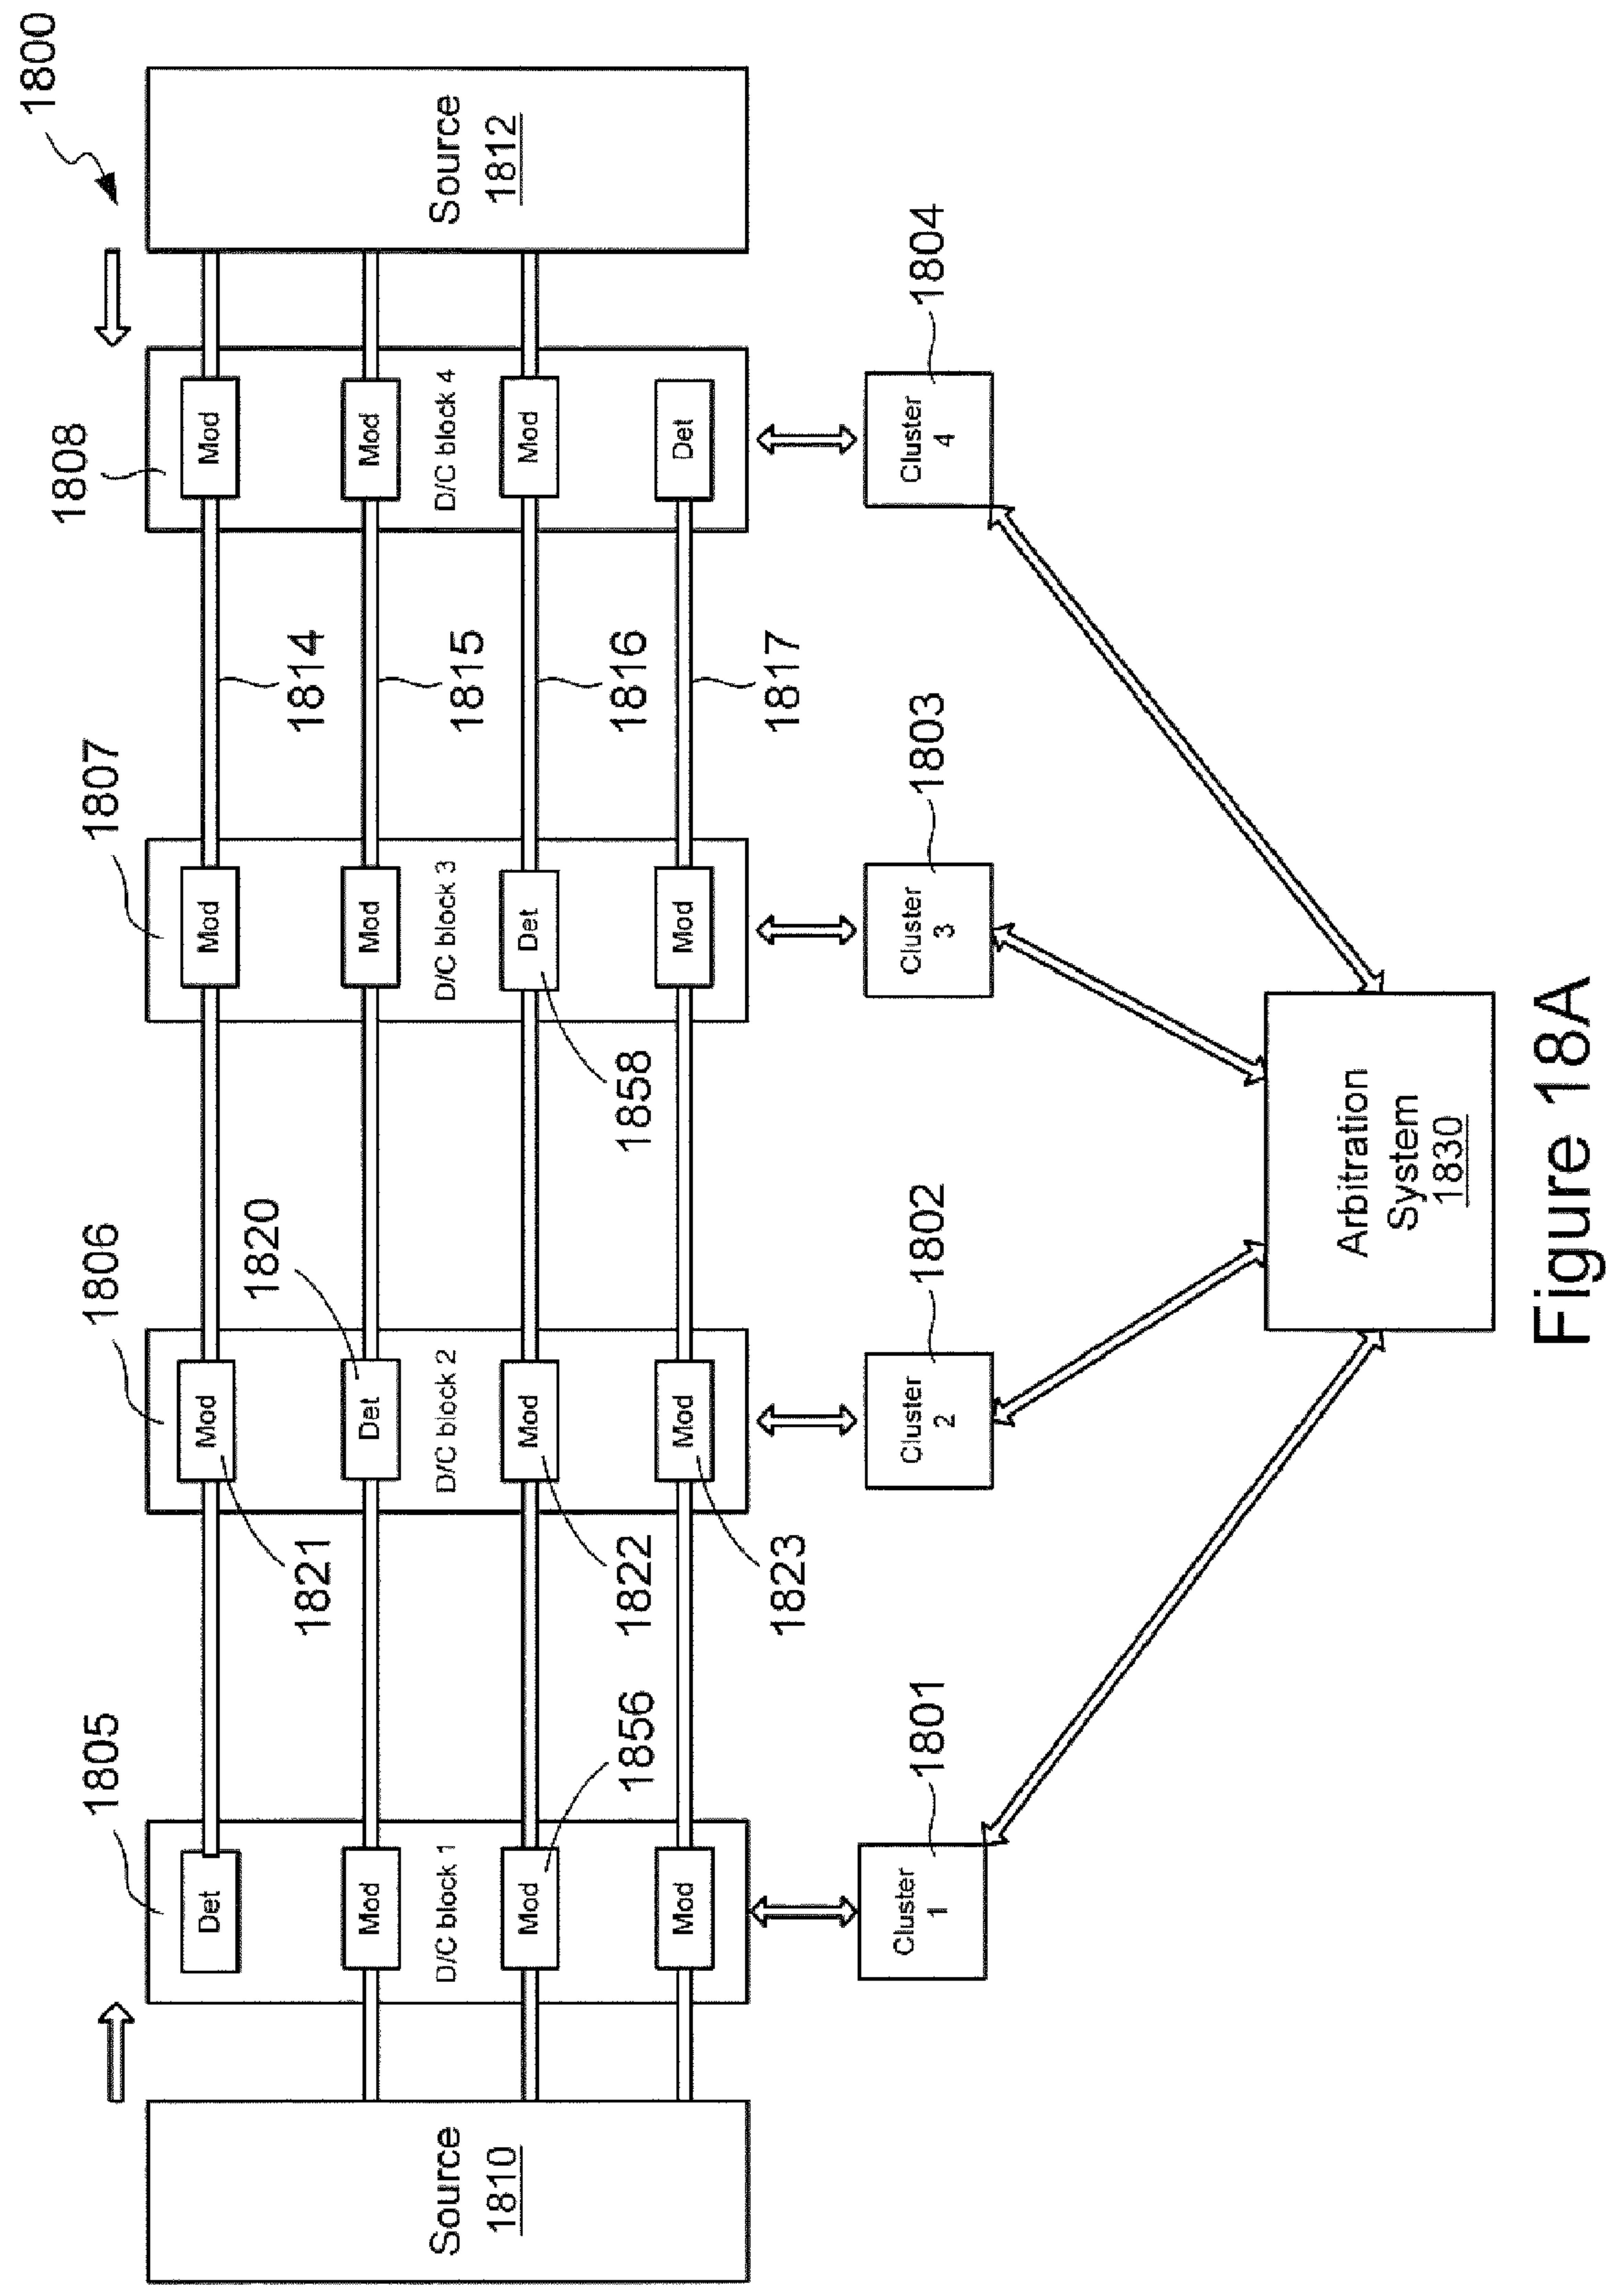 1800
Source
1810
1805
Det
Mod
D/C block 1
Mod
Mod
1856
1806
Mod
1821
Det
1820
D/C block 2
Mod
1822
Mod
1823
1807
Mod
Mod
D/C block 3
Det
1858
Mod
1814
1815
1816
1817
1808
Mod
Mod
D/C block 4
Mod
Det
Source
1812
Cluster
1
1801
Cluster
2
1802
Cluster
3
1803
Cluster
4
1804
Arbitration
System
1830
Figure 18A